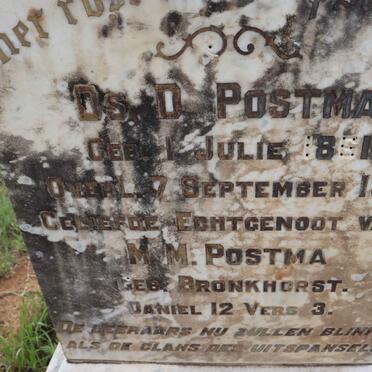 Ds. D. Postma
Geb. 1 Julie 18
Overl. 7 September 1
Geliefde Echtgenoot v
M.M. Postma
Geb. Bronkhorst.
Daniel 12 Vers 3.
De leeraars nu zullen blin
als de glans des uitspansel